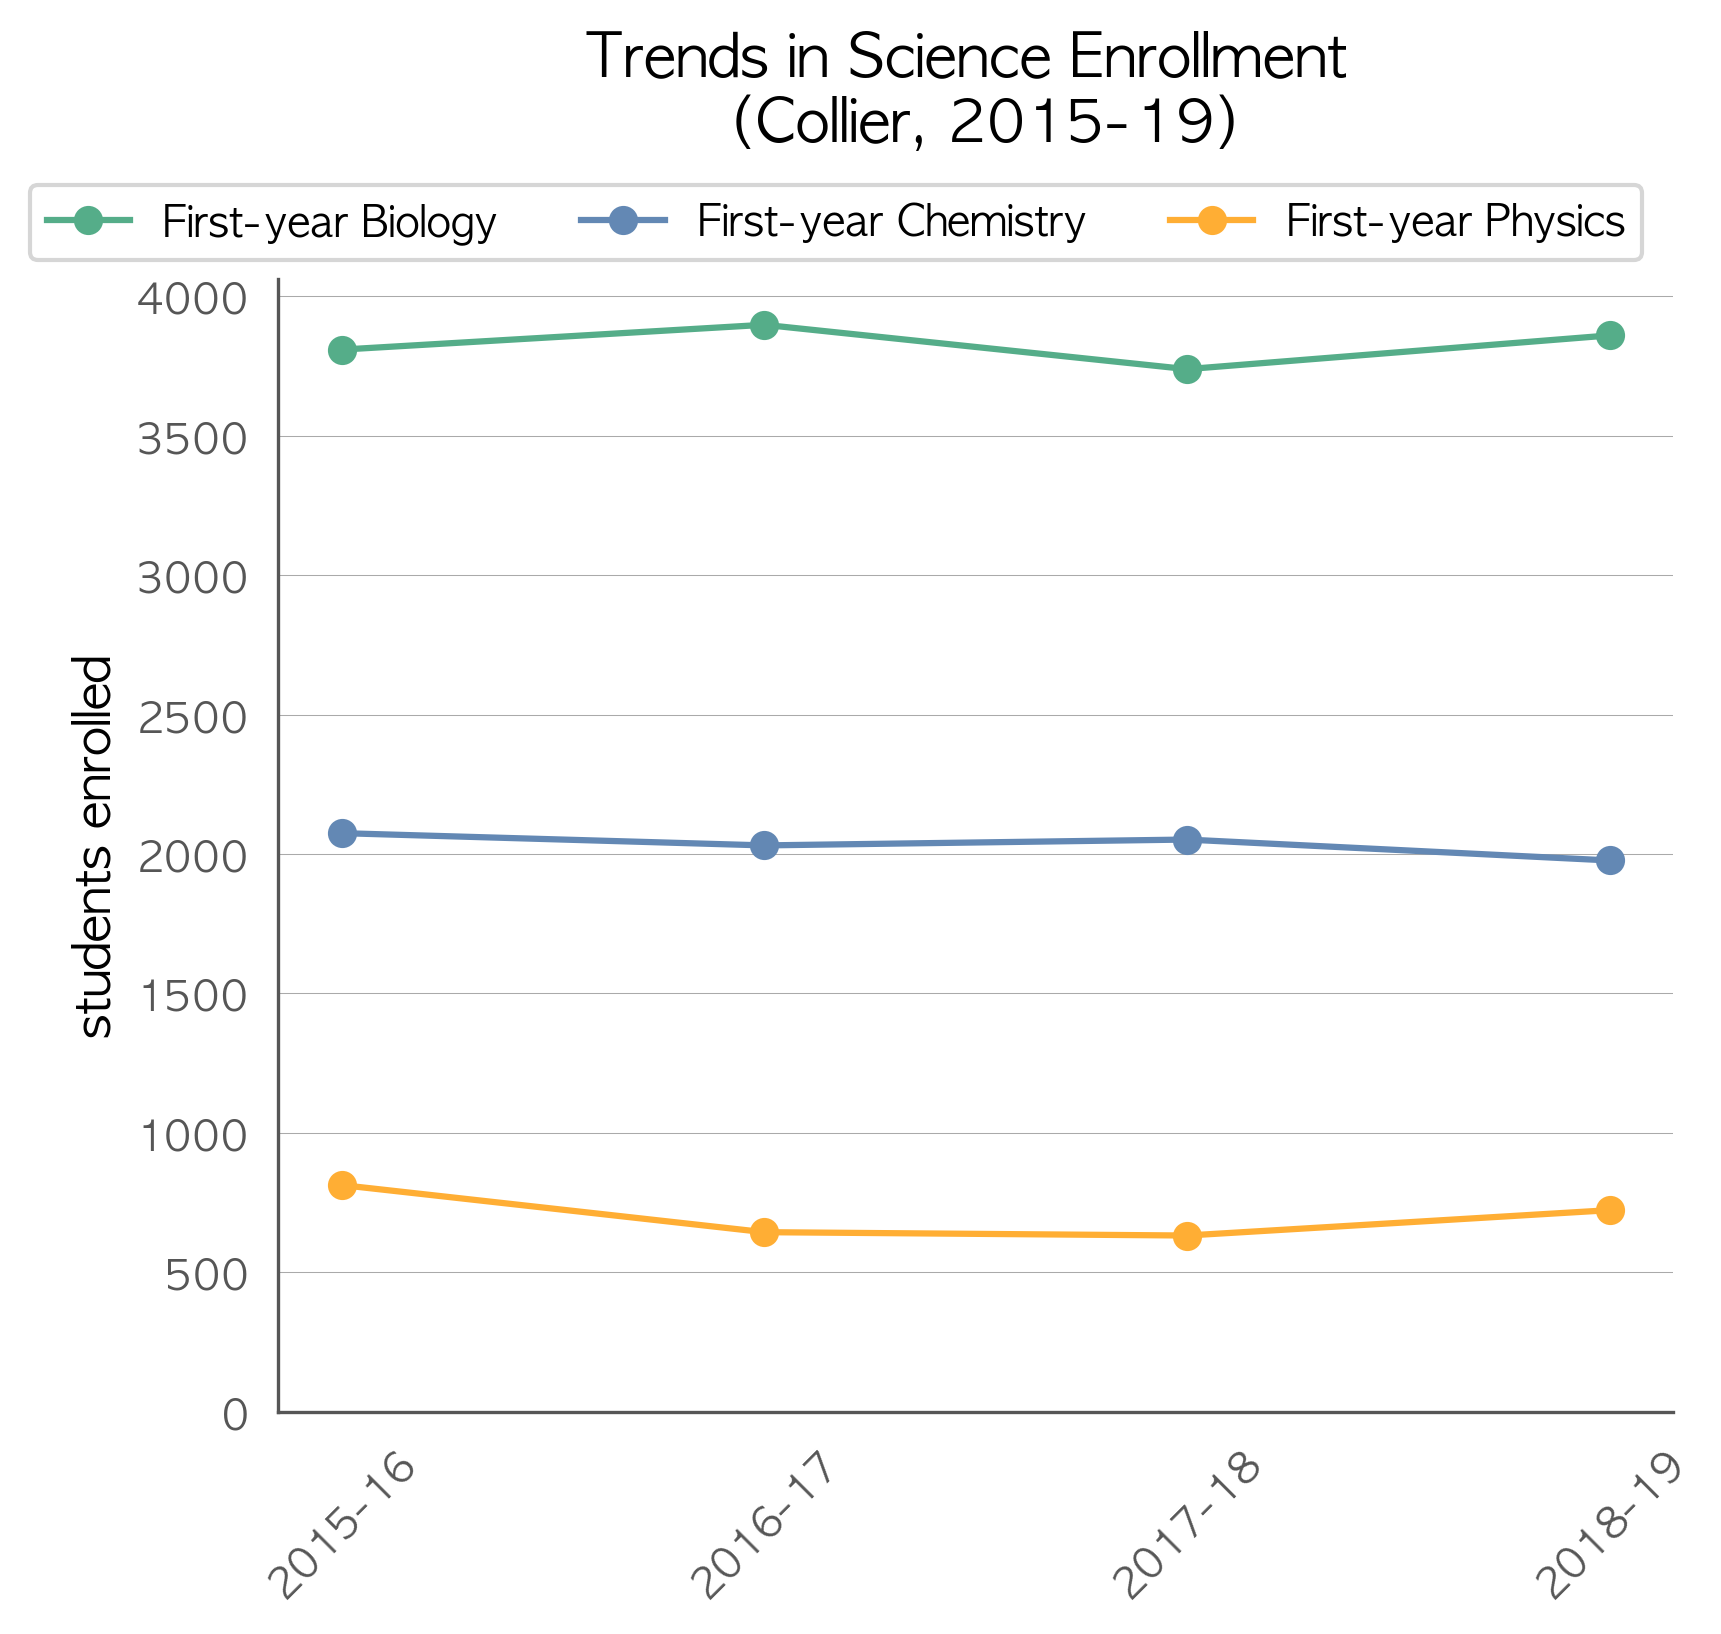 Trends in Science Enrollment
(Collier, 2015-19)
First-year Biology First-year Chemistry First-year Physics
4000
3500
3000
2500
2000
1500
1000
500
0
students enrolled
2015-16 2016-17 2017-18 2018-19